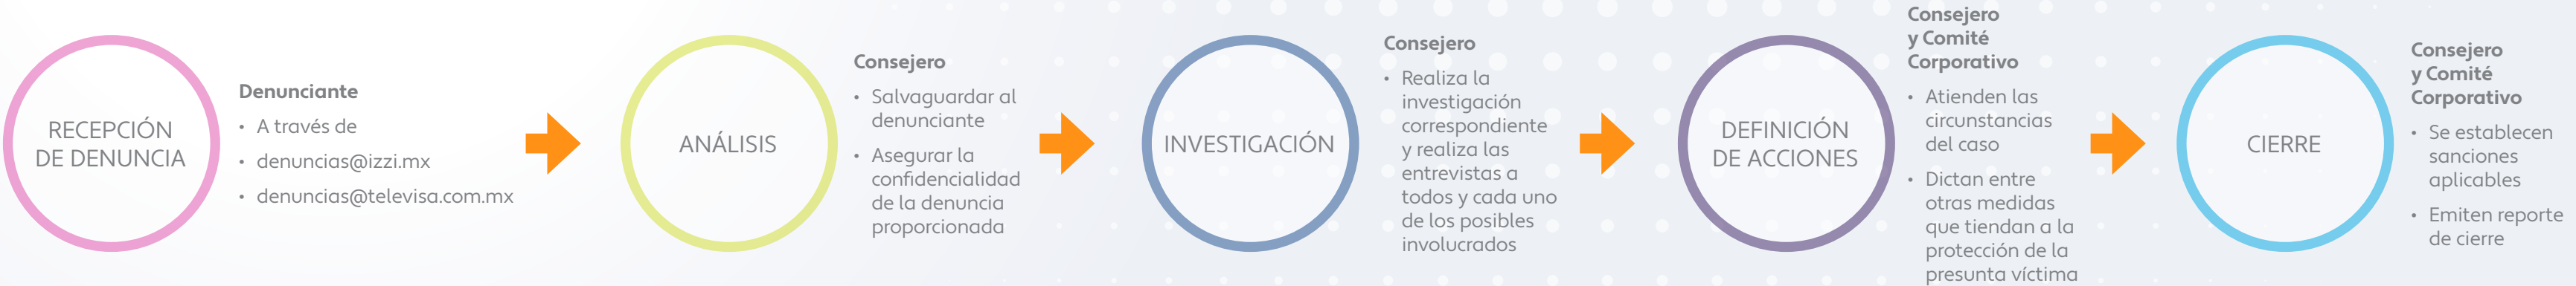 RECEPCIÓN
DE DENUNCIA
Denunciante
• A través de
• denuncias@izzi.mx
• denuncias@televisa.com.mx
ANÁLISIS
Consejero
• Salvaguardar al
denunciante
• Asegurar la
confidencialidad
de la denuncia
proporcionada
INVESTIGACIÓN
Consejero
• Realiza la
investigación
correspondiente
y realiza las
entrevistas a
todos y cada uno
de los posibles
involucrados
DEFINICIÓN
DE ACCIONES
Consejero
y Comité
Corporativo
• Atienden las
circunstancias
del caso
• Dictan entre
otras medidas
que tiendan a la
protección de la
presunta víctima
CIERRE
Consejero
y Comité
Corporativo
• Se establecen
sanciones
aplicables
• Emiten reporte
de cierre